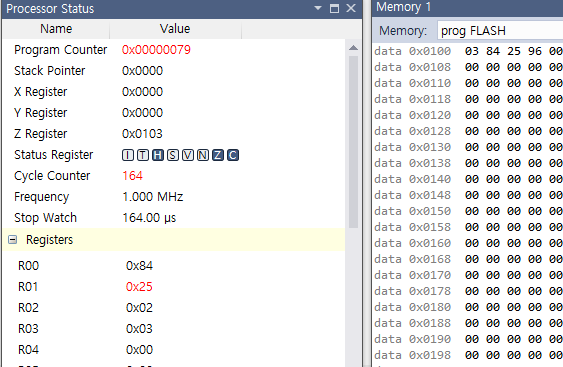 Processor Status
Name Value
Program Counter 0x00000079
Stack Pointer 0x0000
X Register 0x0000
Y Register 0x0000
Z Register 0x0103
Status Register I T H S V N Z C
Cycle Counter 164
Frequency 1.000 MHz
Stop Watch 164.00 µs
Registers
R00 0x84
R01 0x25
R02 0x02
R03 0x03
R04 0x00
Memory 1
Memory: prog FLASH
data 0x0100 03 84 25 96 00
data 0x0108 00 00 00 00 00
data 0x0110 00 00 00 00 00
data 0x0118 00 00 00 00 00
data 0x0120 00 00 00 00 00
data 0x0128 00 00 00 00 00
data 0x0130 00 00 00 00 00
data 0x0138 00 00 00 00 00
data 0x0140 00 00 00 00 00
data 0x0148 00 00 00 00 00
data 0x0150 00 00 00 00 00
data 0x0158 00 00 00 00 00
data 0x0160 00 00 00 00 00
data 0x0168 00 00 00 00 00
data 0x0170 00 00 00 00 00
data 0x0178 00 00 00 00 00
data 0x0180 00 00 00 00 00
data 0x0188 00 00 00 00 00
data 0x0190 00 00 00 00 00
data 0x0198 00 00 00 00 00